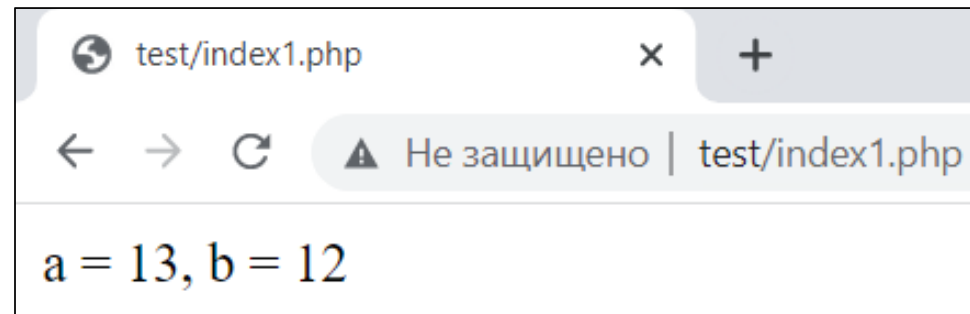 test/index1.php
Не защищено | test/index1.php
a = 13, b = 12